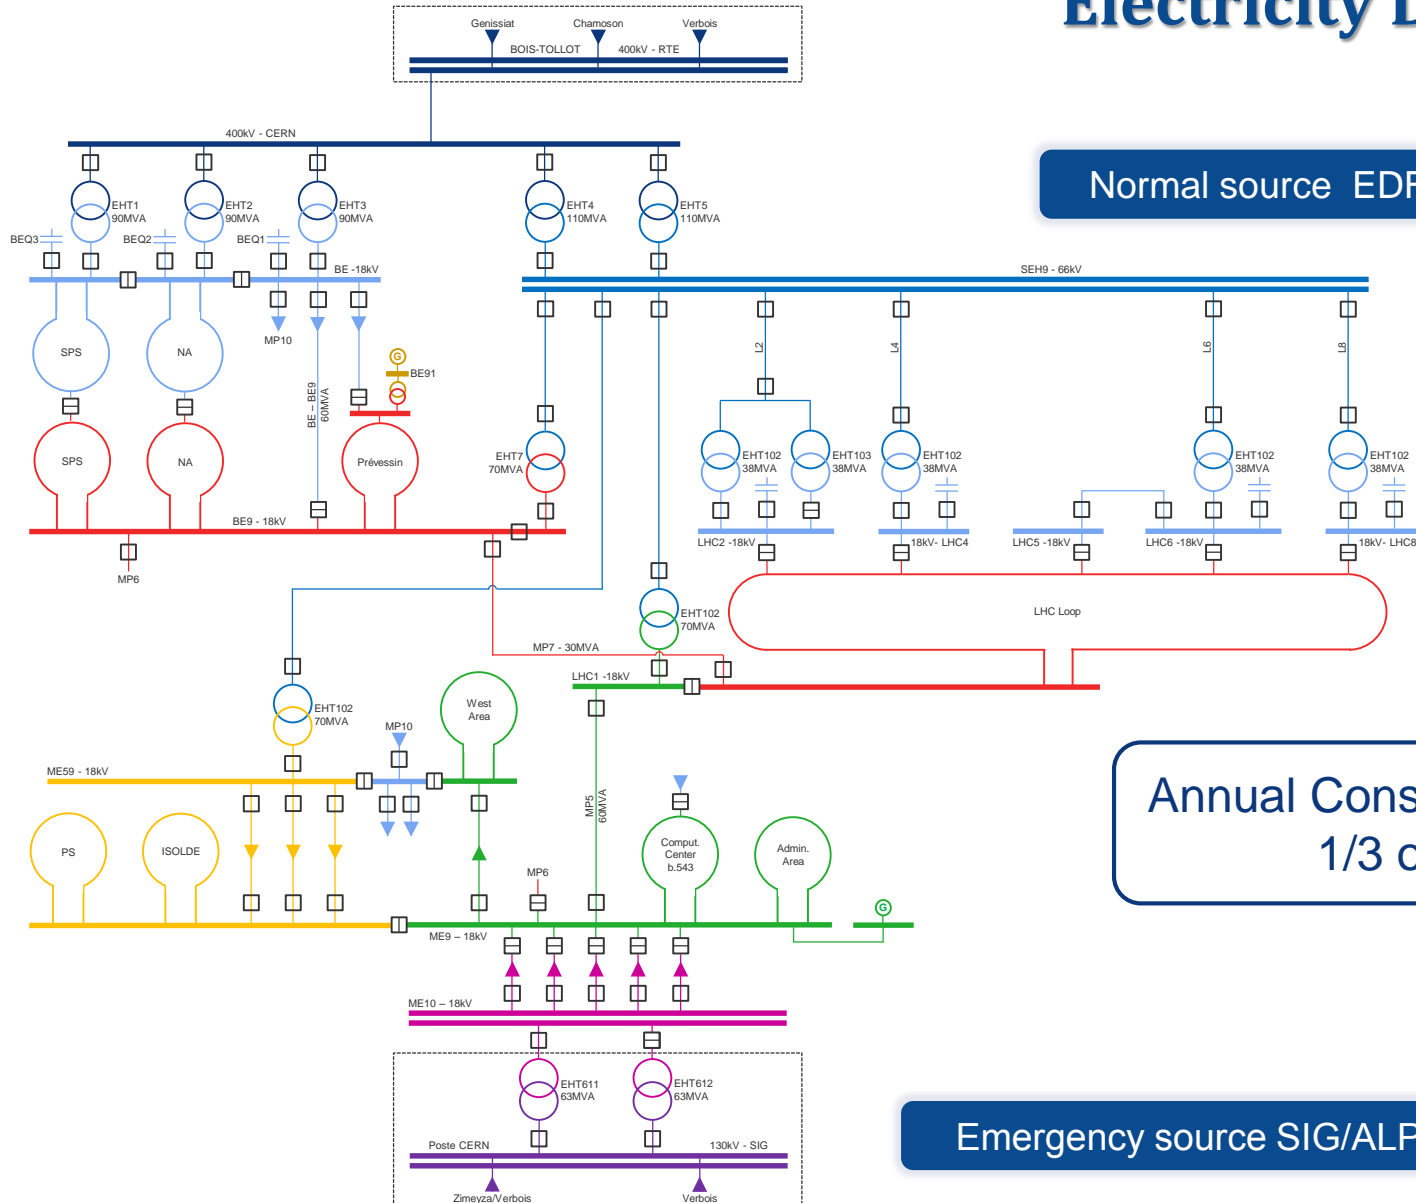 Electricity D
Genissiat
Chamoson
Verbois
BOIS-TOLLOT
400kV - RTE
400kV - CERN
Normal source EDF
EHT1
90MVA
EHT2
90MVA
EHT3
90MVA
EHT4
110MVA
EHT5
110MVA
BEQ3
BEQ2
BEQ1
BE -18kV
SEH9 - 66kV
MP10
SPS
NA
G
BE91
BE – BE9
60MVA
L2
L4
L6
L8
SPS
NA
Prévessin
EHT7
70MVA
EHT102
38MVA
EHT103
38MVA
EHT102
38MVA
EHT102
38MVA
EHT102
38MVA
BE9 - 18kV
LHC2 -18kV
18kV- LHC4
LHC5 -18kV
LHC6 -18kV
18kV- LHC8
MP6
EHT102
70MVA
LHC Loop
MP7 - 30MVA
LHC1 -18kV
EHT102
70MVA
West
Area
MP10
ME59 - 18kV
MP5
60MVA
Annual Cons
1/3 o
PS
ISOLDE
Comput.
Center
b.543
Admin.
Area
MP6
G
ME9 – 18kV
ME10 – 18kV
EHT611
63MVA
EHT612
63MVA
Emergency source SIG/ALP
Poste CERN
130kV - SIG
Zimeyza/Verbois
Verbois